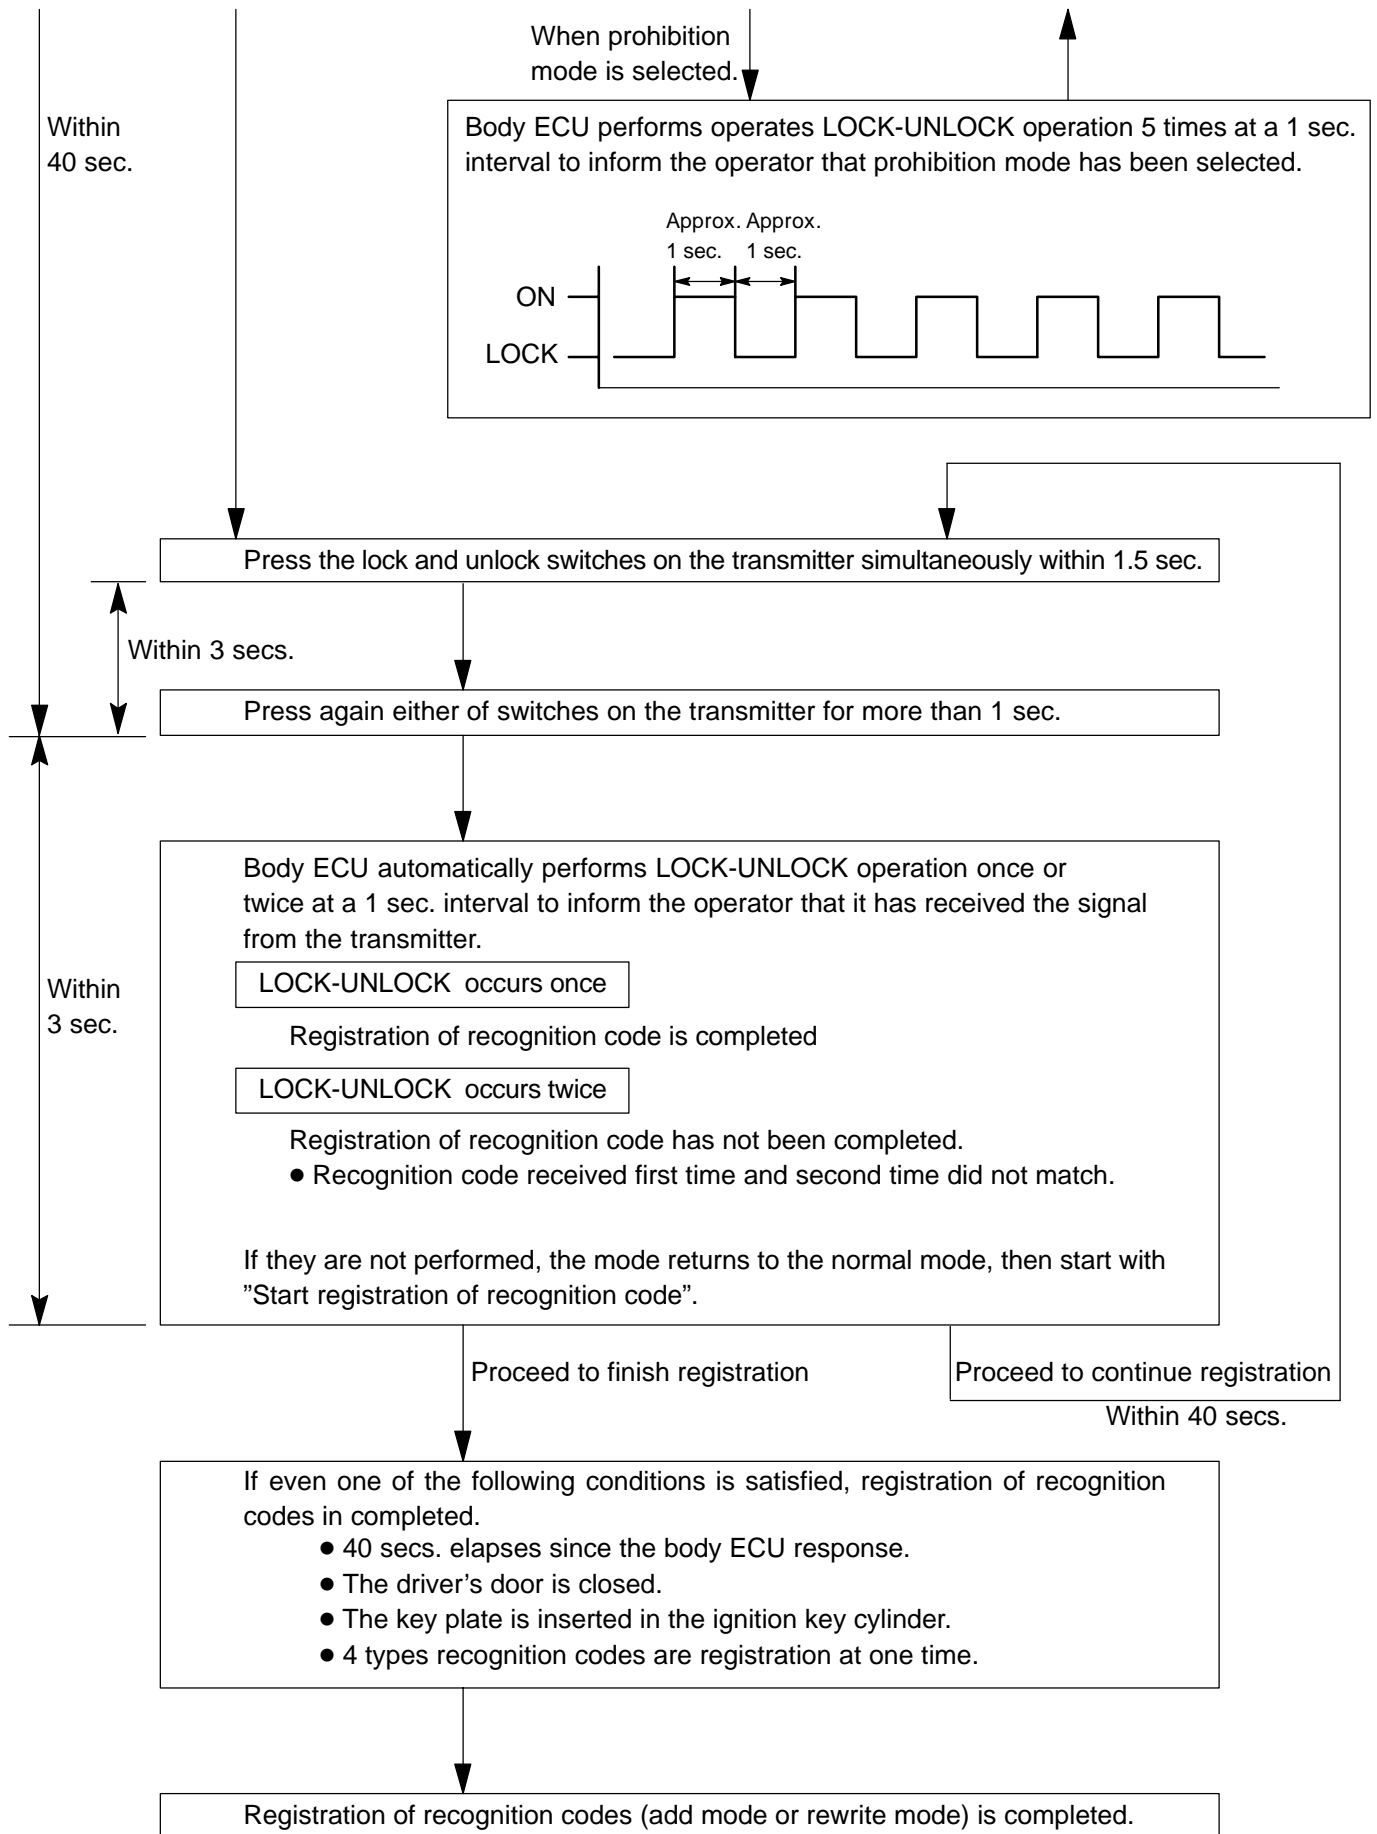 When prohibition
mode is selected.
Within
40 sec.
Body ECU performs operates LOCK-UNLOCK operation 5 times at a 1 sec.
interval to inform the operator that prohibition mode has been selected.
Approx. Approx.
1 sec. 1 sec.
ON
LOCK
Press the lock and unlock switches on the transmitter simultaneously within 1.5 sec.
Within 3 secs.
Press again either of switches on the transmitter for more than 1 sec.
Body ECU automatically performs LOCK-UNLOCK operation once or
twice at a 1 sec. interval to inform the operator that it has received the signal
from the transmitter.
LOCK-UNLOCK occurs once
Within
3 sec.
Registration of recognition code is completed
LOCK-UNLOCK occurs twice
Registration of recognition code has not been completed.
● Recognition code received first time and second time did not match.
If they are not performed, the mode returns to the normal mode, then start with
”Start registration of recognition code”.
Proceed to finish registration
Proceed to continue registration
Within 40 secs.
If even one of the following conditions is satisfied, registration of recognition
codes in completed.
● 40 secs. elapses since the body ECU response.
● The driver’s door is closed.
● The key plate is inserted in the ignition key cylinder.
● 4 types recognition codes are registration at one time.
Registration of recognition codes (add mode or rewrite mode) is completed.